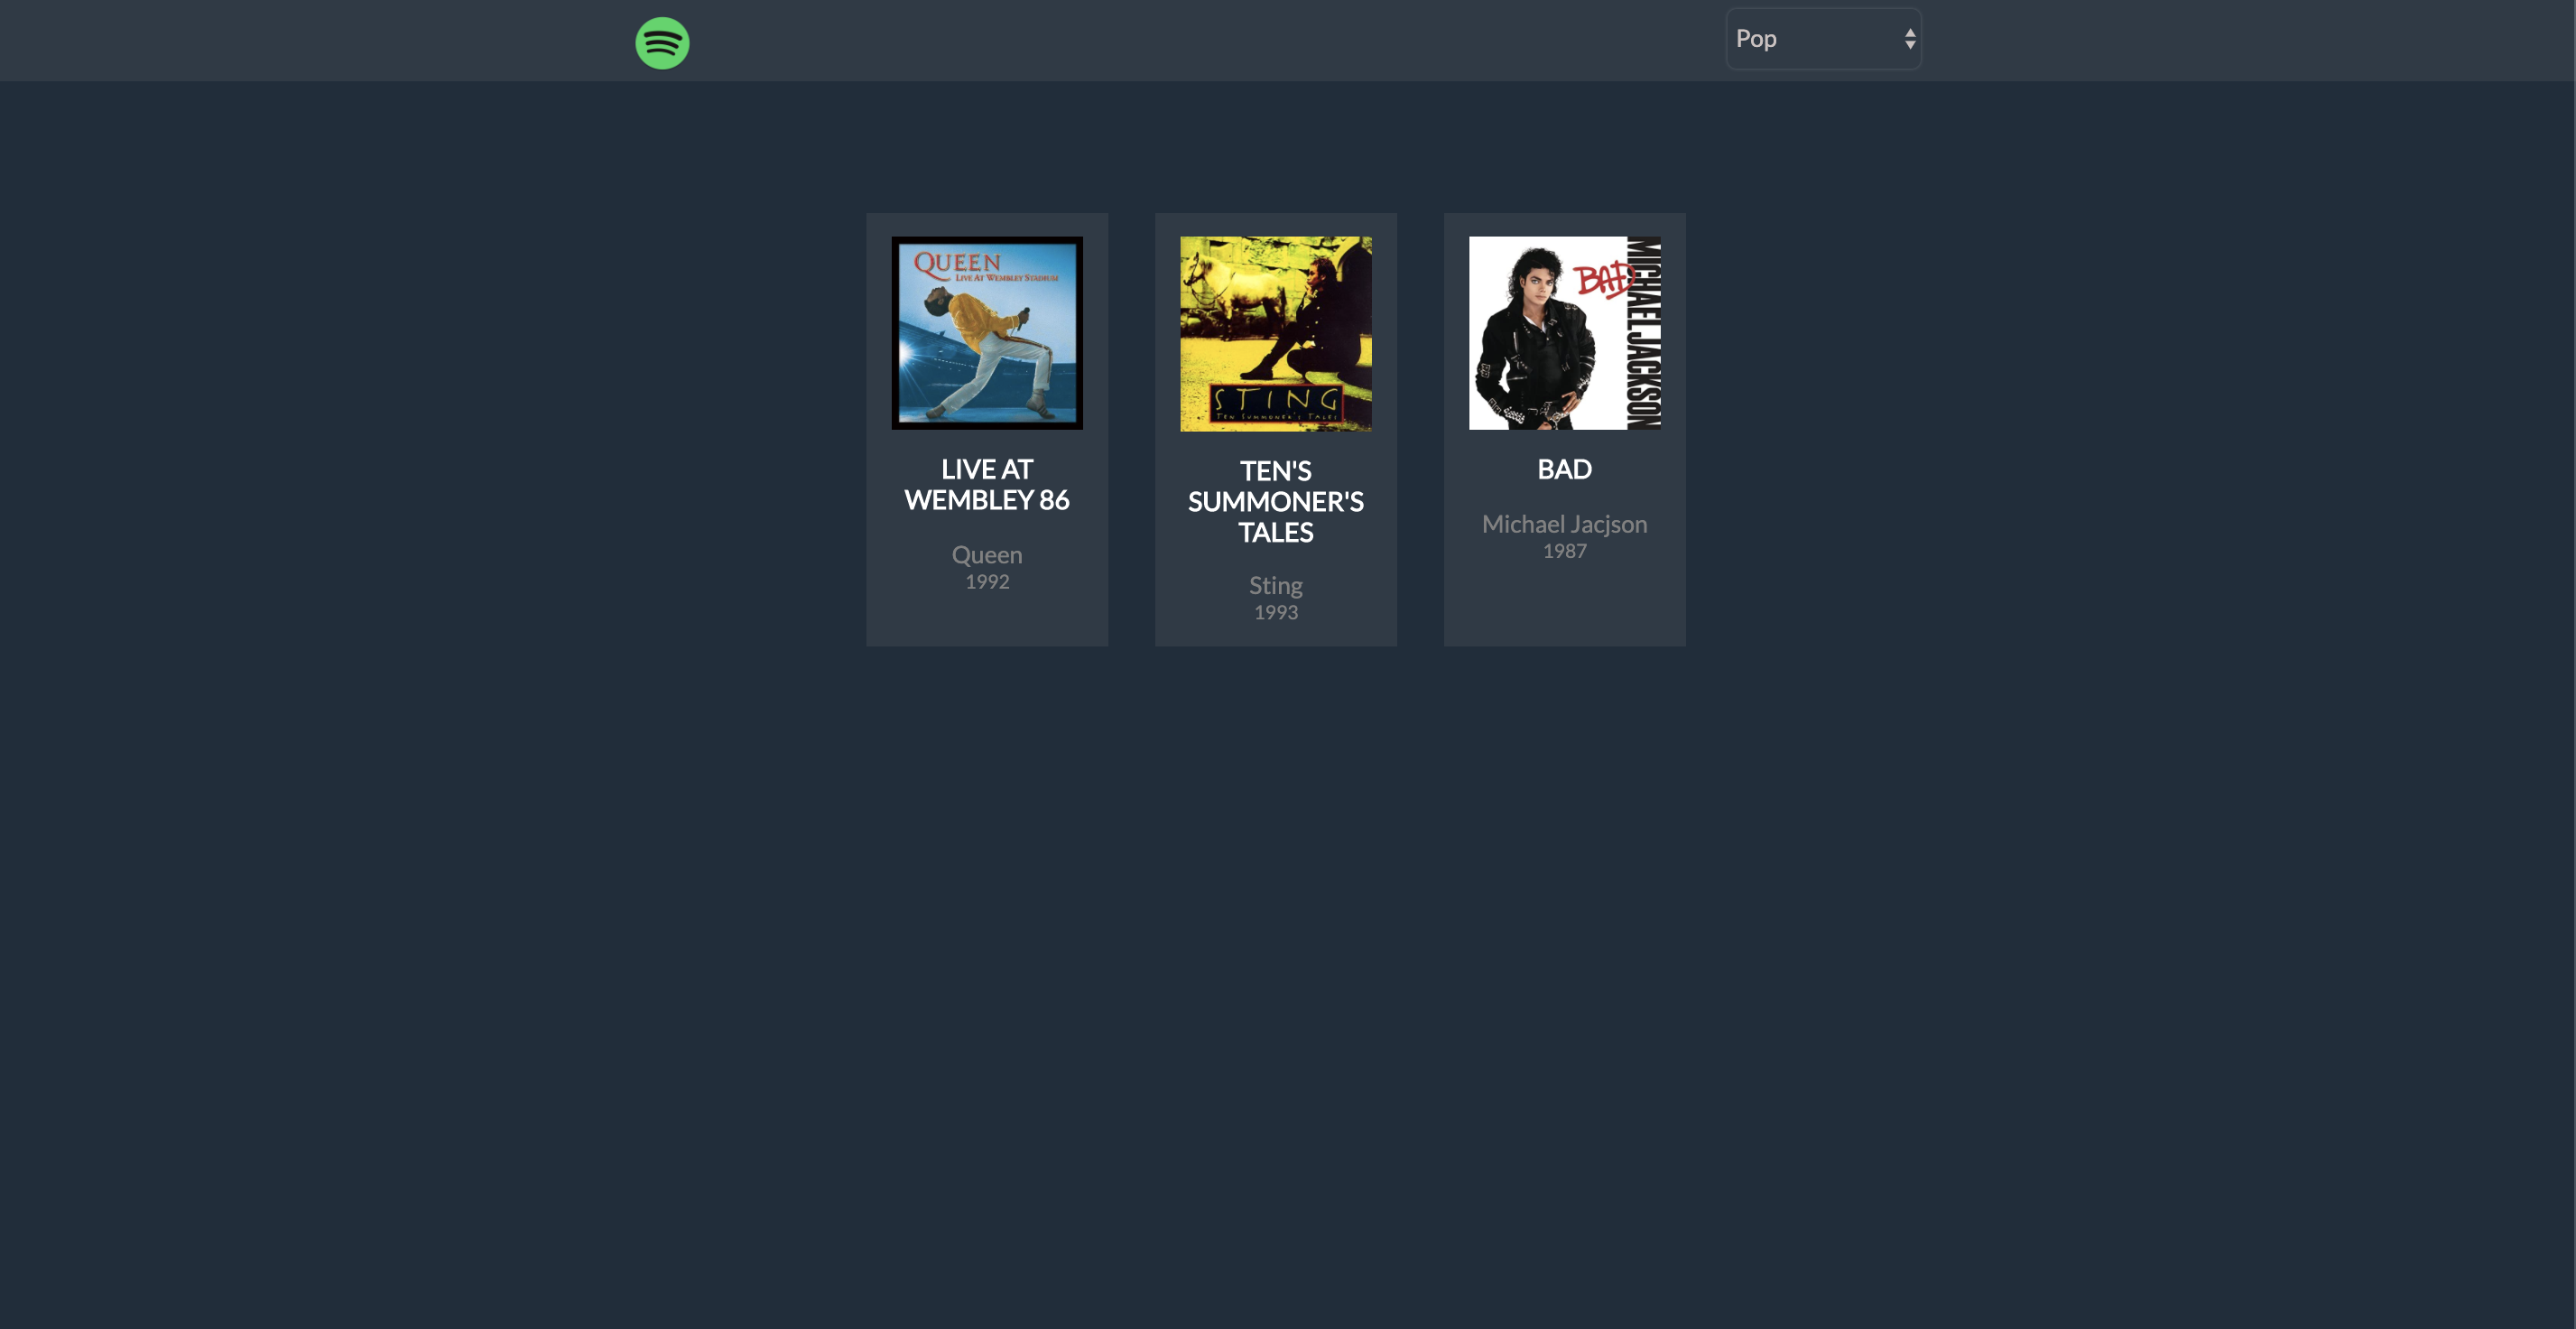 Pop
QUEEN
LIVE AT WEMBLEY STADIUM
STING
TEN SUMMONER'S TALES
BAD
MICHAEL JACKSON
LIVE AT
WEMBLEY 86
Queen
1992
TEN'S
SUMMONER'S
TALES
Sting
1993
BAD
Michael Jacjson
1987